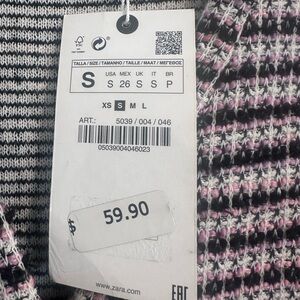 TALLA / SIZE / TAMANHO / TAILLE / MAAT / ΜΕΓΕΘΟΣ
S
USA MEX UK IT BR
S 26 S S P
XS S M L
ART.: 5039 / 004 / 046
05039004046023
$ 59.90
www.zara.com
EAC